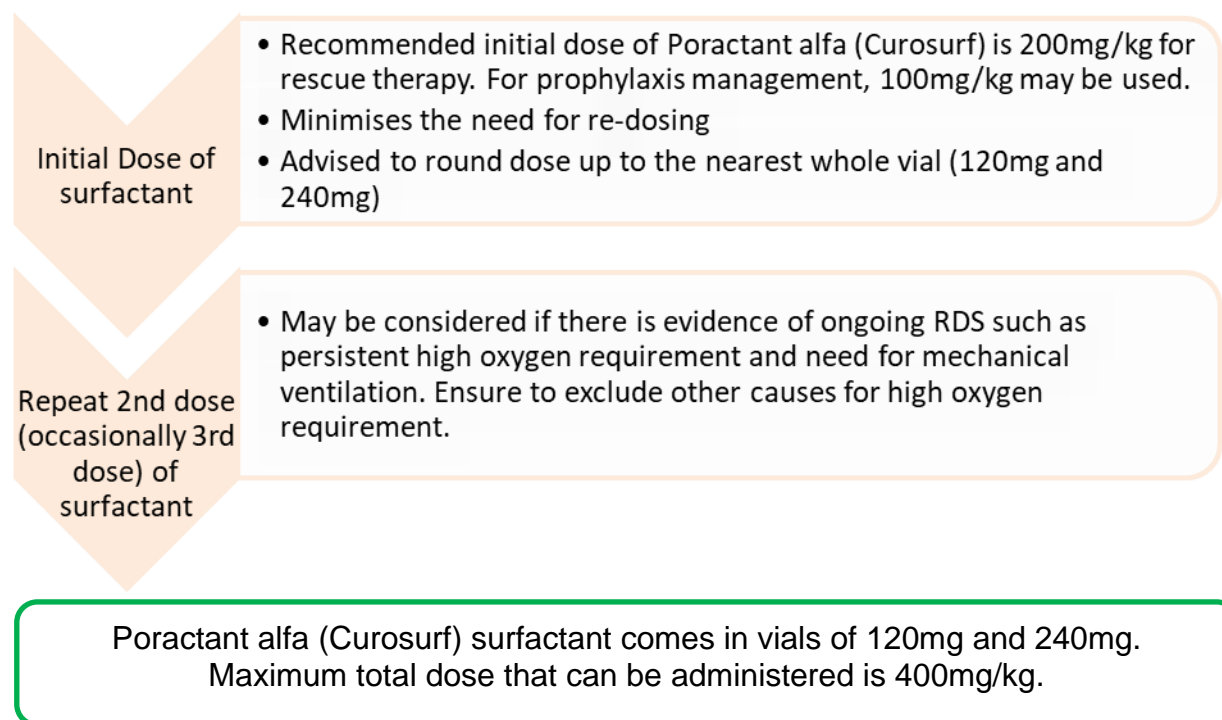 Initial Dose of
surfactant
• Recommended initial dose of Poractant alfa (Curosurf) is 200mg/kg for
rescue therapy. For prophylaxis management, 100mg/kg may be used.
• Minimises the need for re-dosing
• Advised to round dose up to the nearest whole vial (120mg and
240mg)
Repeat 2nd dose
(occasionally 3rd
dose) of
surfactant
• May be considered if there is evidence of ongoing RDS such as
persistent high oxygen requirement and need for mechanical
ventilation. Ensure to exclude other causes for high oxygen
requirement.
Poractant alfa (Curosurf) surfactant comes in vials of 120mg and 240mg.
Maximum total dose that can be administered is 400mg/kg.